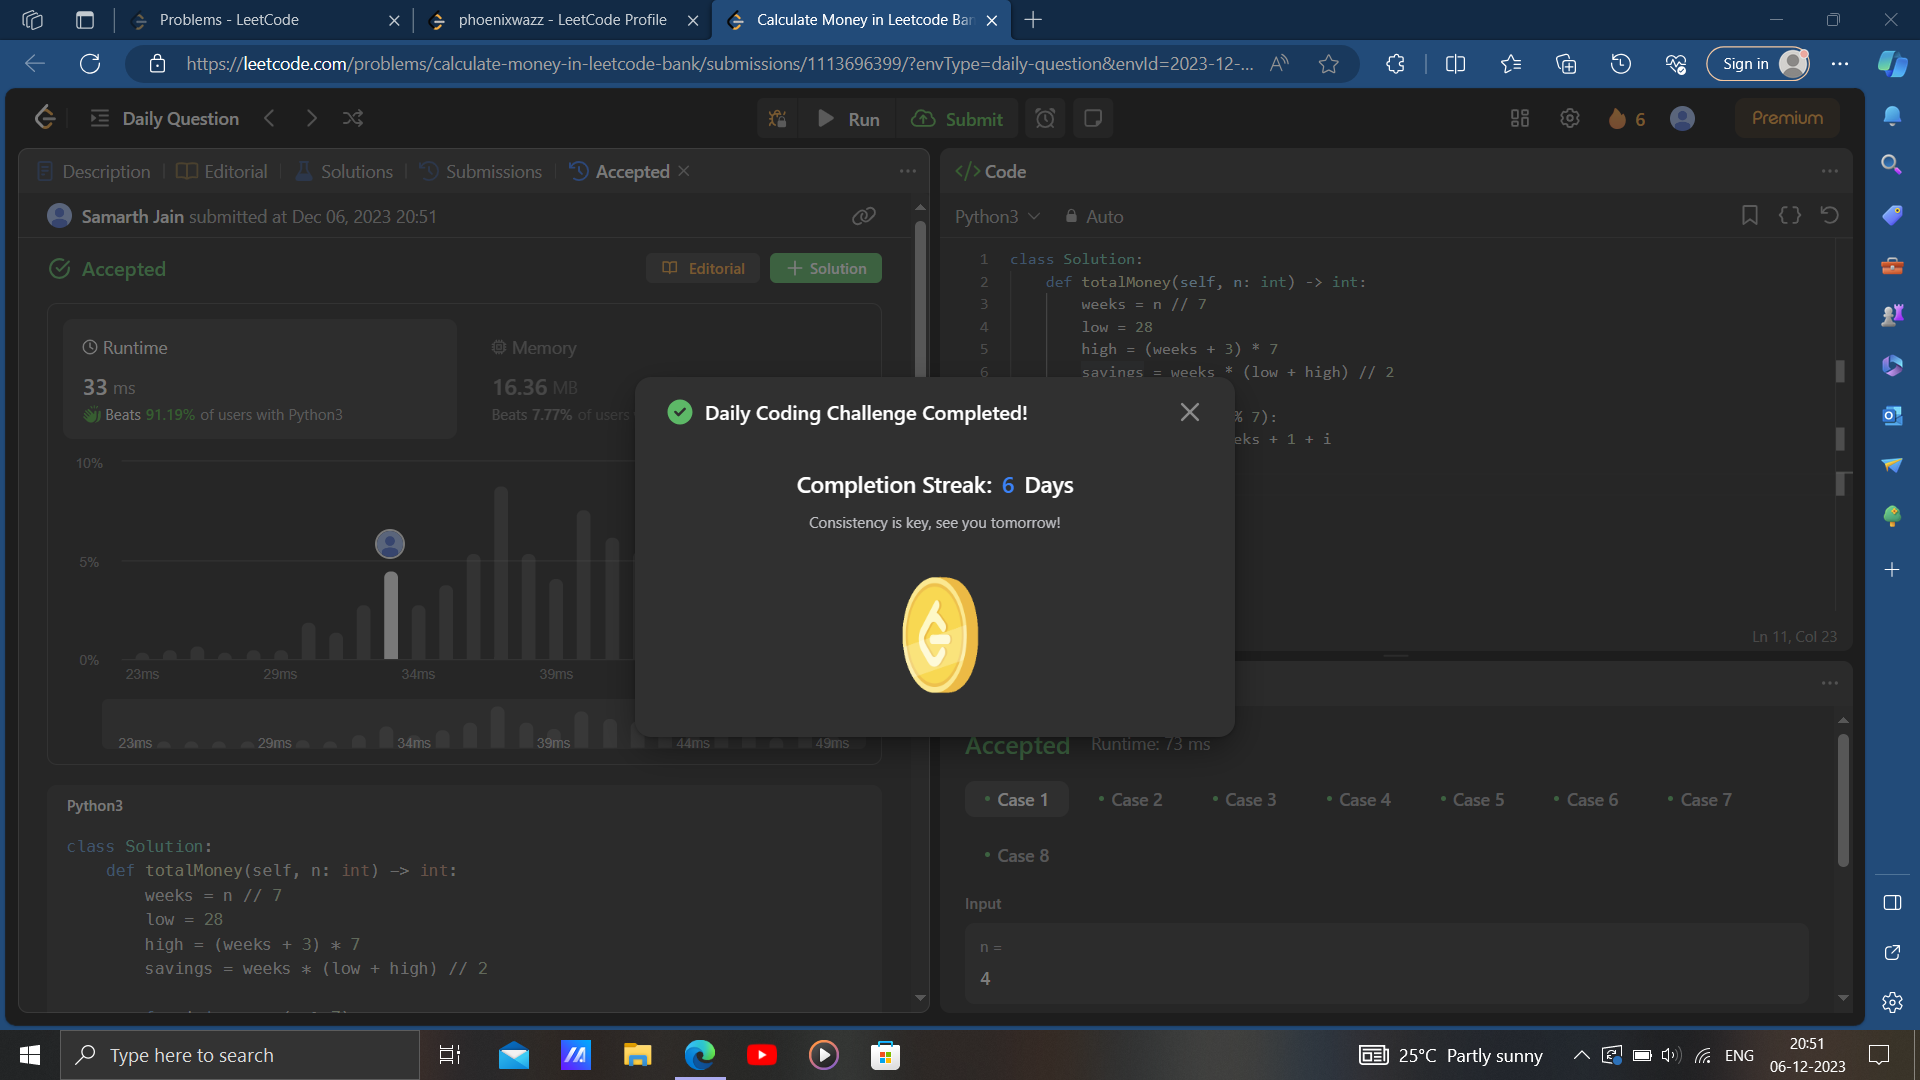 Problems - LeetCode
phoenixwazz - LeetCode Profile
Calculate Money in Leetcode Ban
https://leetcode.com/problems/calculate-money-in-leetcode-bank/submissions/1113696399/?envType=daily-question&envId=2023-12-...
Sign in
Daily Question
Run
Submit
6
Premium
Description
Editorial
Solutions
Submissions
Accepted
Code
Samarth Jain submitted at Dec 06, 2023 20:51
Python3
Auto
Accepted
Editorial
Solution
Runtime
33 ms
Beats 91.19% of users with Python3
Memory
16.36 MB
Beats 7.77% of users
10%
5%
0%
23ms
29ms
34ms
39ms
23ms
29ms
34ms
39ms
44ms
49ms
Python3
class Solution:
def totalMoney(self, n: int) -> int:
weeks = n // 7
low = 28
high = (weeks + 3) * 7
savings = weeks * (low + high) // 2
1 class Solution:
2 def totalMoney(self, n: int) -> int:
3 weeks = n // 7
4 low = 28
5 high = (weeks + 3) * 7
6 savings = weeks * (low + high) // 2
% 7):
eks + 1 + i
Ln 11, Col 23
Daily Coding Challenge Completed!
Completion Streak: 6 Days
Consistency is key, see you tomorrow!
Accepted
Runtime: 73 ms
Case 1
Case 2
Case 3
Case 4
Case 5
Case 6
Case 7
Case 8
Input
n =
4
Type here to search
25°C Partly sunny
ENG
20:51
06-12-2023